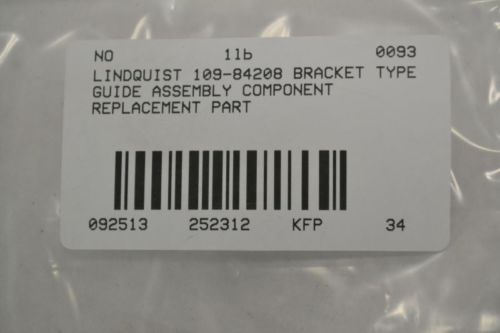 NO 1lb 0093
LINDQUIST 109-84208 BRACKET TYPE
GUIDE ASSEMBLY COMPONENT
REPLACEMENT PART
092513 252312 KFP 34